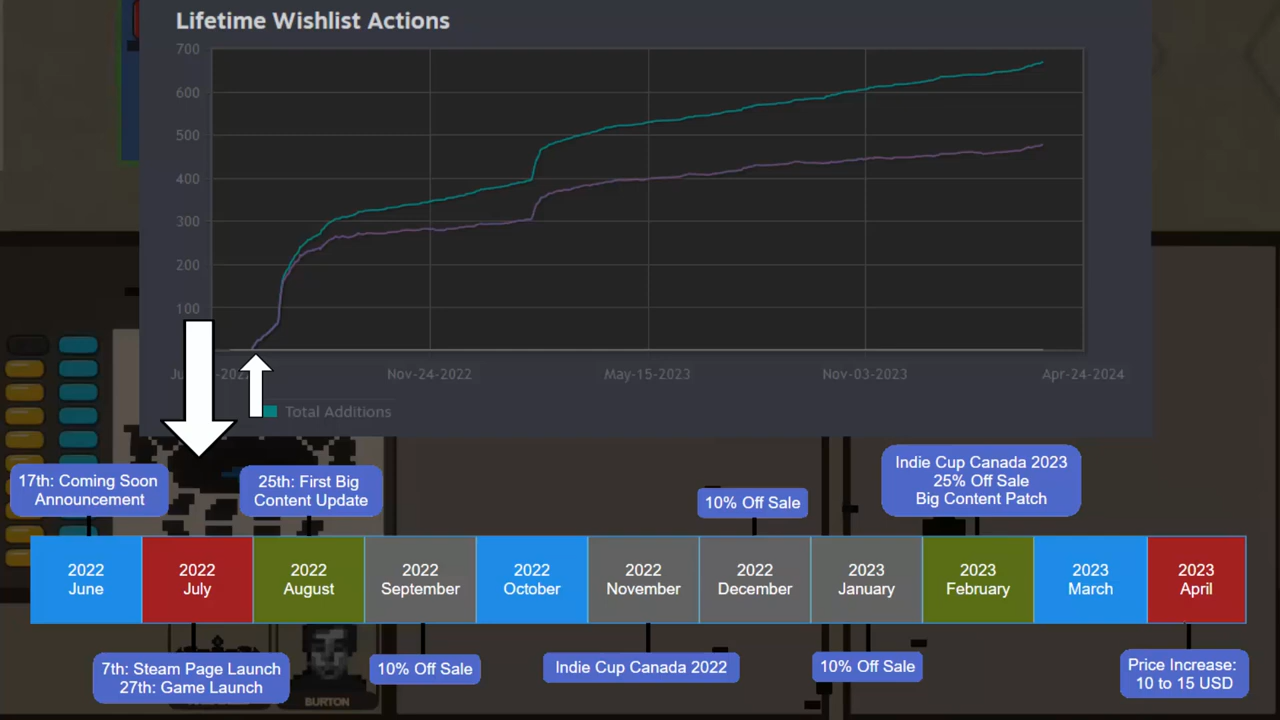 Lifetime Wishlist Actions
700
600
500
400
300
200
100
Nov-24-2022
May-15-2023
Nov-03-2023
Apr-24-2024
Total Additions
17th: Coming Soon
Announcement
25th: First Big
Content Update
10% Off Sale
Indie Cup Canada 2023
25% Off Sale
Big Content Patch
2022
June
2022
July
2022
August
2022
September
2022
October
2022
November
2022
December
2023
January
2023
February
2023
March
2023
April
7th: Steam Page Launch
27th: Game Launch
10% Off Sale
Indie Cup Canada 2022
10% Off Sale
Price Increase:
10 to 15 USD
BURTON